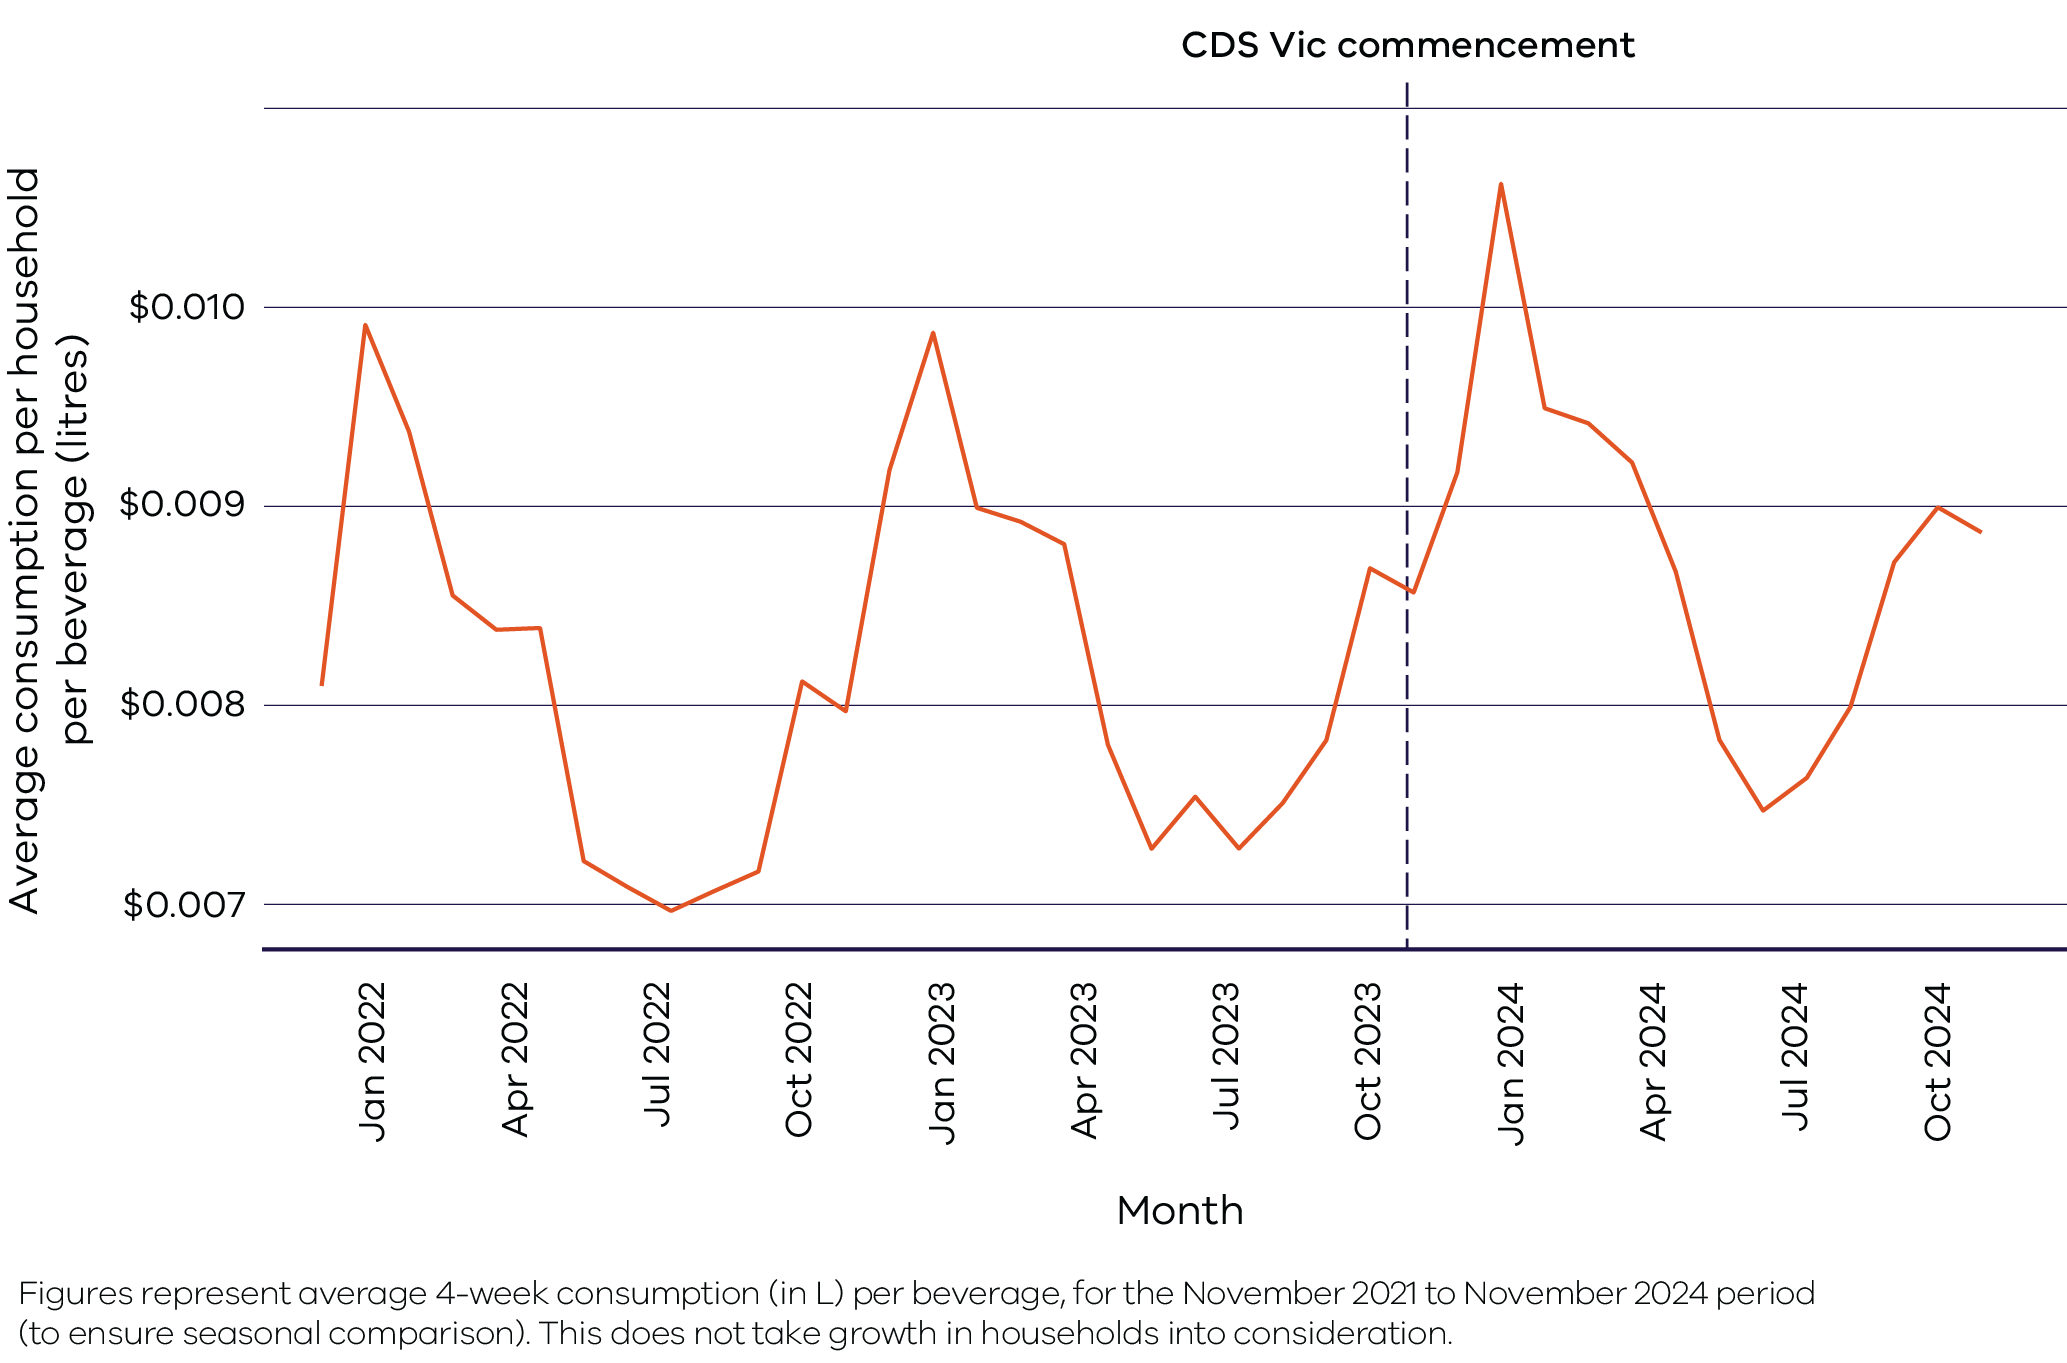 CDS Vic commencement
Average consumption per household
per beverage (litres)
$0.010
$0.009
$0.008
$0.007
Jan 2022
Apr 2022
Jul 2022
Oct 2022
Jan 2023
Apr 2023
Jul 2023
Oct 2023
Jan 2024
Apr 2024
Jul 2024
Oct 2024
Month
Figures represent average 4-week consumption (in L) per beverage, for the November 2021 to November 2024 period
(to ensure seasonal comparison). This does not take growth in households into consideration.